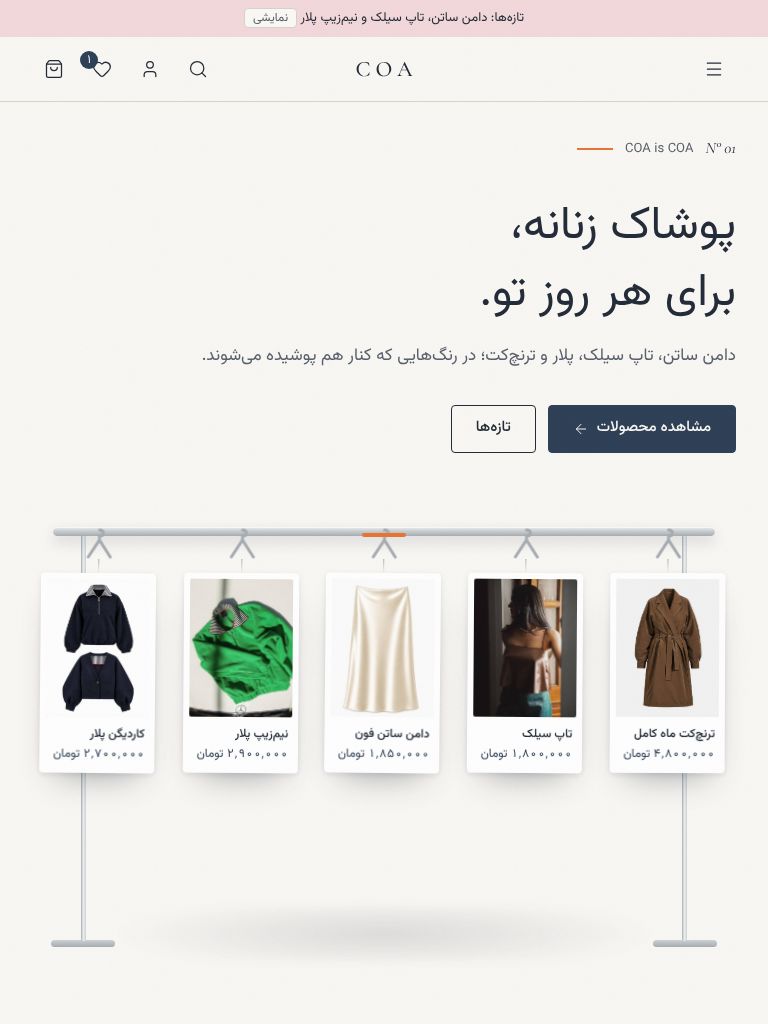 تازه‌ها: دامن ساتن، تاپ سیلک و نیم‌زیپ پلار نمایشی
COA
۱
Nº 01 COA is COA
پوشاک زنانه،
برای هر روز تو.
دامن ساتن، تاپ سیلک، پلار و ترنچ‌کت؛ در رنگ‌هایی که کنار هم پوشیده می‌شوند.
مشاهده محصولات ←
تازه‌ها
ترنچ‌کت ماه کامل
۴,۸۰۰,۰۰۰ تومان
تاپ سیلک
۱,۸۰۰,۰۰۰ تومان
دامن ساتن فون
۱,۸۵۰,۰۰۰ تومان
نیم‌زیپ پلار
۲,۹۰۰,۰۰۰ تومان
کاردیگن پلار
۲,۷۰۰,۰۰۰ تومان